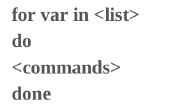 for var in <list>
do
<commands>
done